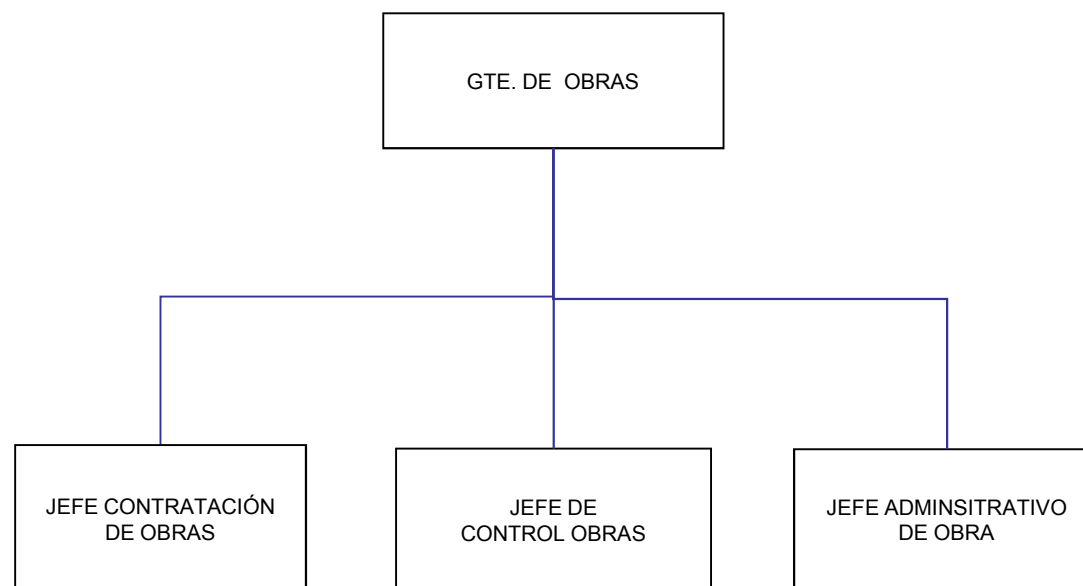 GTE. DE OBRAS
JEFE CONTRATACIÓN
DE OBRAS
JEFE DE
CONTROL OBRAS
JEFE ADMINSITRATIVO
DE OBRA